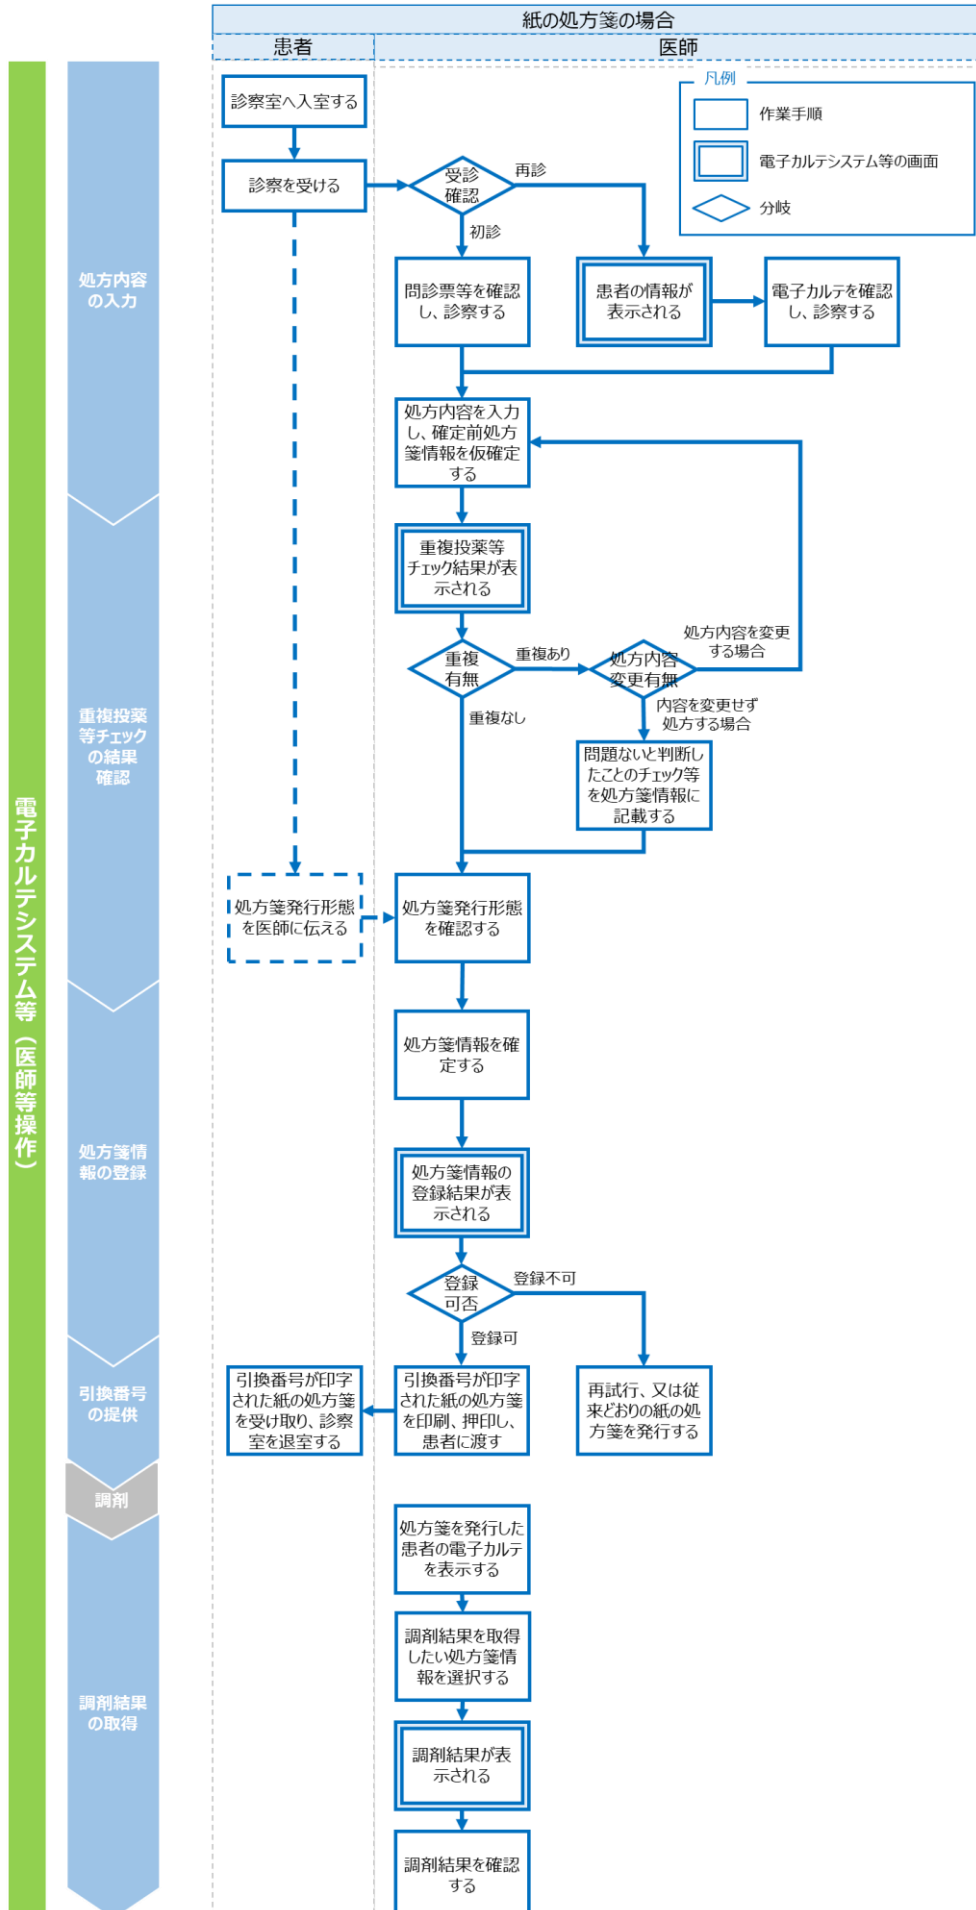 紙の処方箋の場合
患者
医師
凡例
作業手順
電子カルテシステム等の画面
分岐
電子カルテシステム等（医師等操作）
処方内容
の入力
診察室へ入室する
診察を受ける
受診
確認
再診
初診
問診票等を確認
し、診察する
患者の情報が
表示される
電子カルテを確認
し、診察する
処方内容を入力
し、確定前処方
箋情報を仮確定
する
重複投薬
等チェック
の結果
確認
重複投薬等
チェック結果が表
示される
重複
有無
重複あり
重複なし
処方内容
変更有無
処方内容を変更
する場合
内容を変更せず
処方する場合
問題ないと判断し
たことのチェック等
を処方箋情報に
記載する
処方箋発行形態
を医師に伝える
処方箋発行形態
を確認する
処方箋情
報の登録
処方箋情報を確
定する
処方箋情報の
登録結果が表
示される
登録
可否
登録不可
登録可
引換番号
の提供
引換番号が印字
された紙の処方箋
を受け取り、診察
室を退室する
引換番号が印字
された紙の処方箋
を印刷、押印し、
患者に渡す
再試行、又は従
来どおりの紙の処
方箋を発行する
調剤
調剤結果
の取得
処方箋を発行した
患者の電子カルテ
を表示する
調剤結果を取得
したい処方箋情
報を選択する
調剤結果が表
示される
調剤結果を確認
する